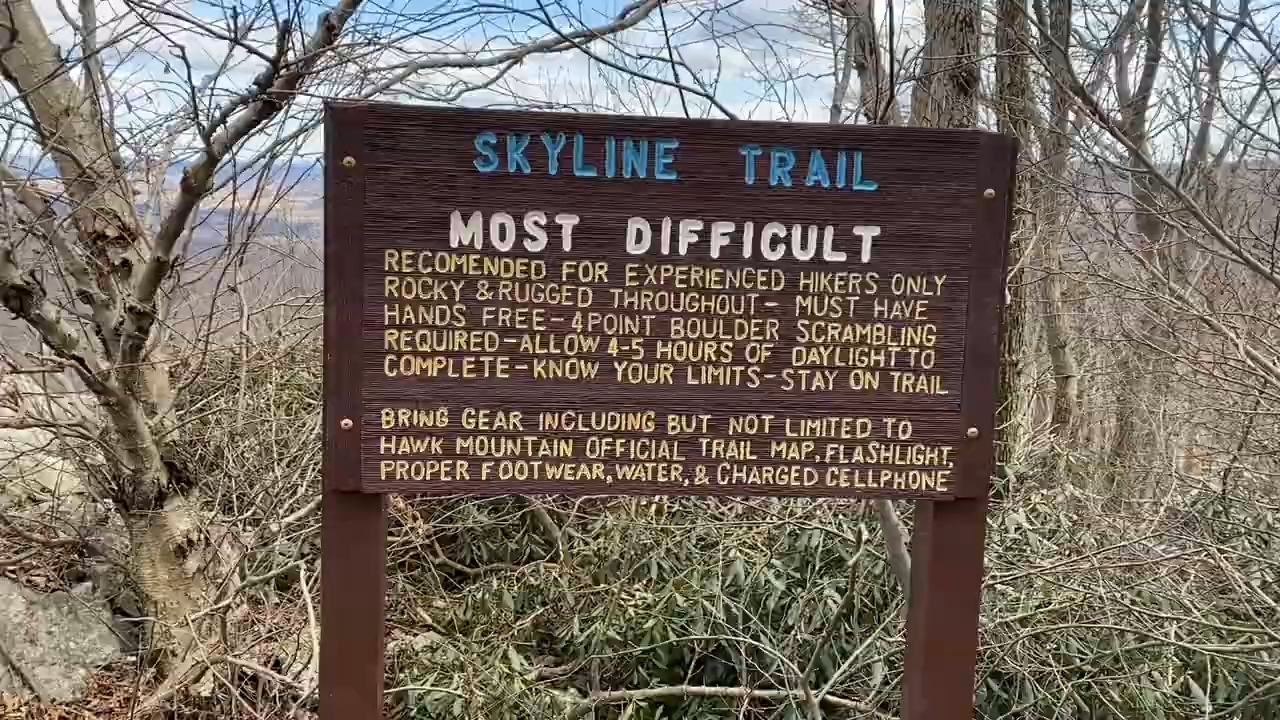 SKYLINE TRAIL
MOST DIFFICULT
RECOMENDED FOR EXPERIENCED HIKERS ONLY
ROCKY & RUGGED THROUGHOUT - MUST HAVE
HANDS FREE - 4 POINT BOULDER SCRAMBLING
REQUIRED - ALLOW 4-5 HOURS OF DAYLIGHT TO
COMPLETE - KNOW YOUR LIMITS - STAY ON TRAIL
BRING GEAR INCLUDING BUT NOT LIMITED TO
HAWK MOUNTAIN OFFICIAL TRAIL MAP, FLASHLIGHT,
PROPER FOOTWEAR, WATER, & CHARGED CELLPHONE